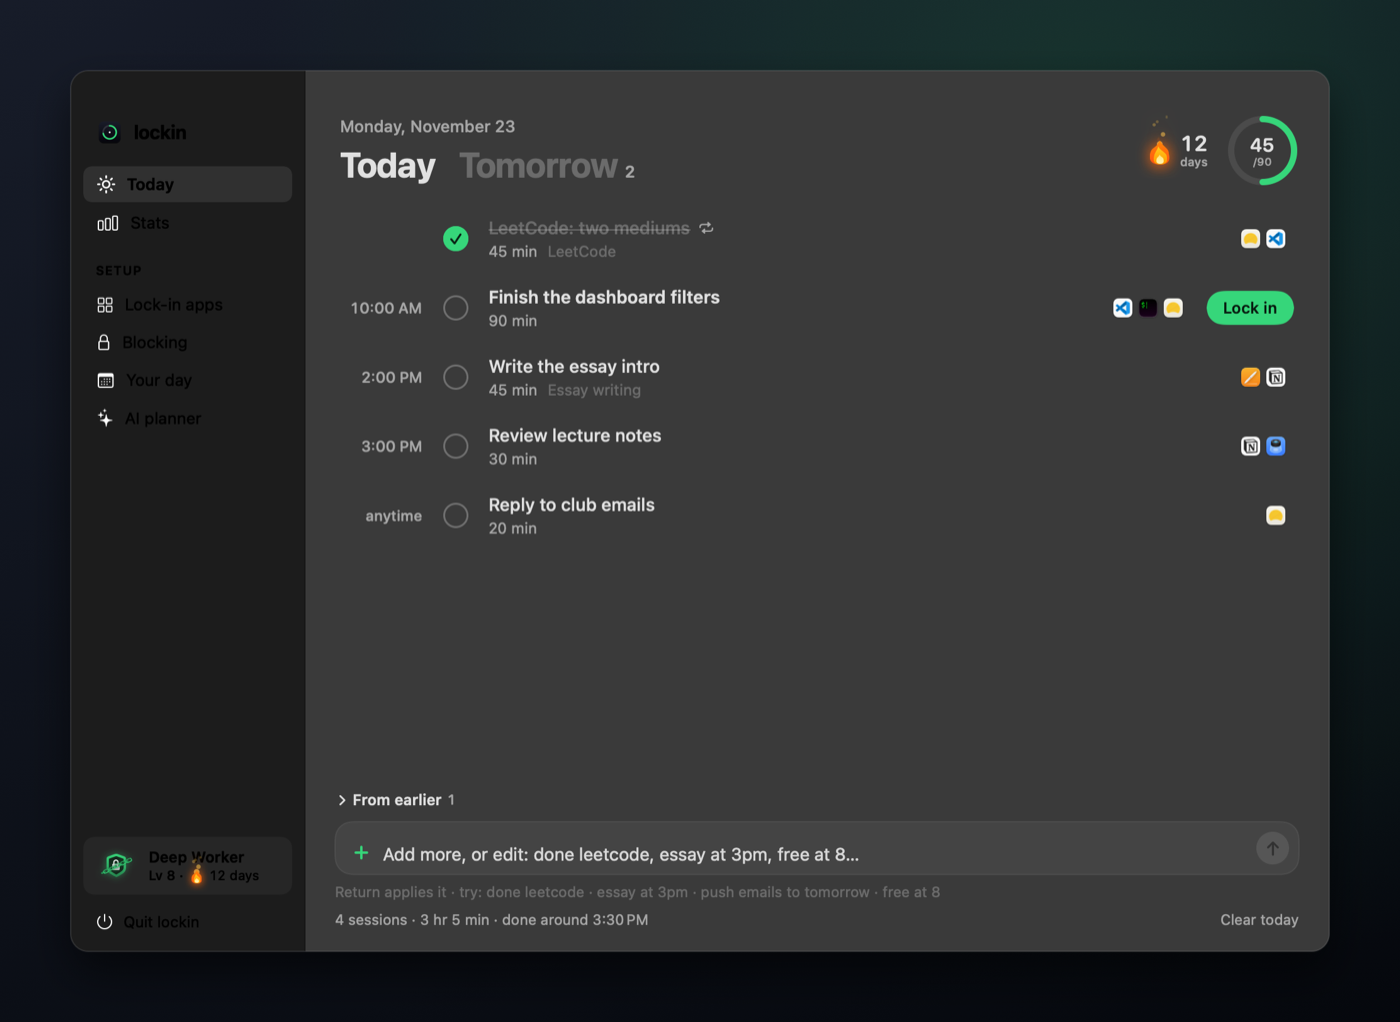 lockin
Today
Stats
SETUP
Lock-in apps
Blocking
Your day
AI planner
Deep Worker
Lv 8 · 12 days
Quit lockin
Monday, November 23
Today Tomorrow 2
12
days
45
/90
LeetCode: two mediums
45 min LeetCode
10:00 AM
Finish the dashboard filters
90 min
Lock in
2:00 PM
Write the essay intro
45 min Essay writing
3:00 PM
Review lecture notes
30 min
anytime
Reply to club emails
20 min
From earlier 1
Add more, or edit: done leetcode, essay at 3pm, free at 8...
Return applies it · try: done leetcode · essay at 3pm · push emails to tomorrow · free at 8
4 sessions · 3 hr 5 min · done around 3:30 PM
Clear today